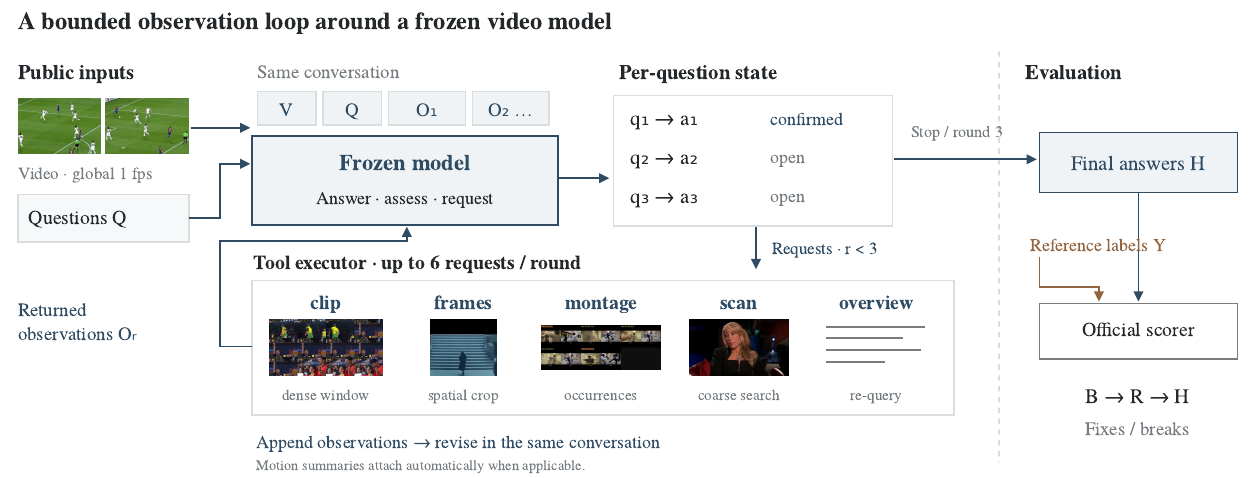 A bounded observation loop around a frozen video model
Public inputs
Video · global 1 fps
Questions Q
Returned
observations Oᵣ
Same conversation
V
Q
O₁
O₂ …
Frozen model
Answer · assess · request
Per-question state
q₁ → a₁ confirmed
q₂ → a₂ open
q₃ → a₃ open
Stop / round 3
Requests · r < 3
Tool executor · up to 6 requests / round
clip
frames
montage
scan
overview
dense window
spatial crop
occurrences
coarse search
re-query
Append observations → revise in the same conversation
Motion summaries attach automatically when applicable.
Evaluation
Final answers H
Reference labels Y
Official scorer
B → R → H
Fixes / breaks